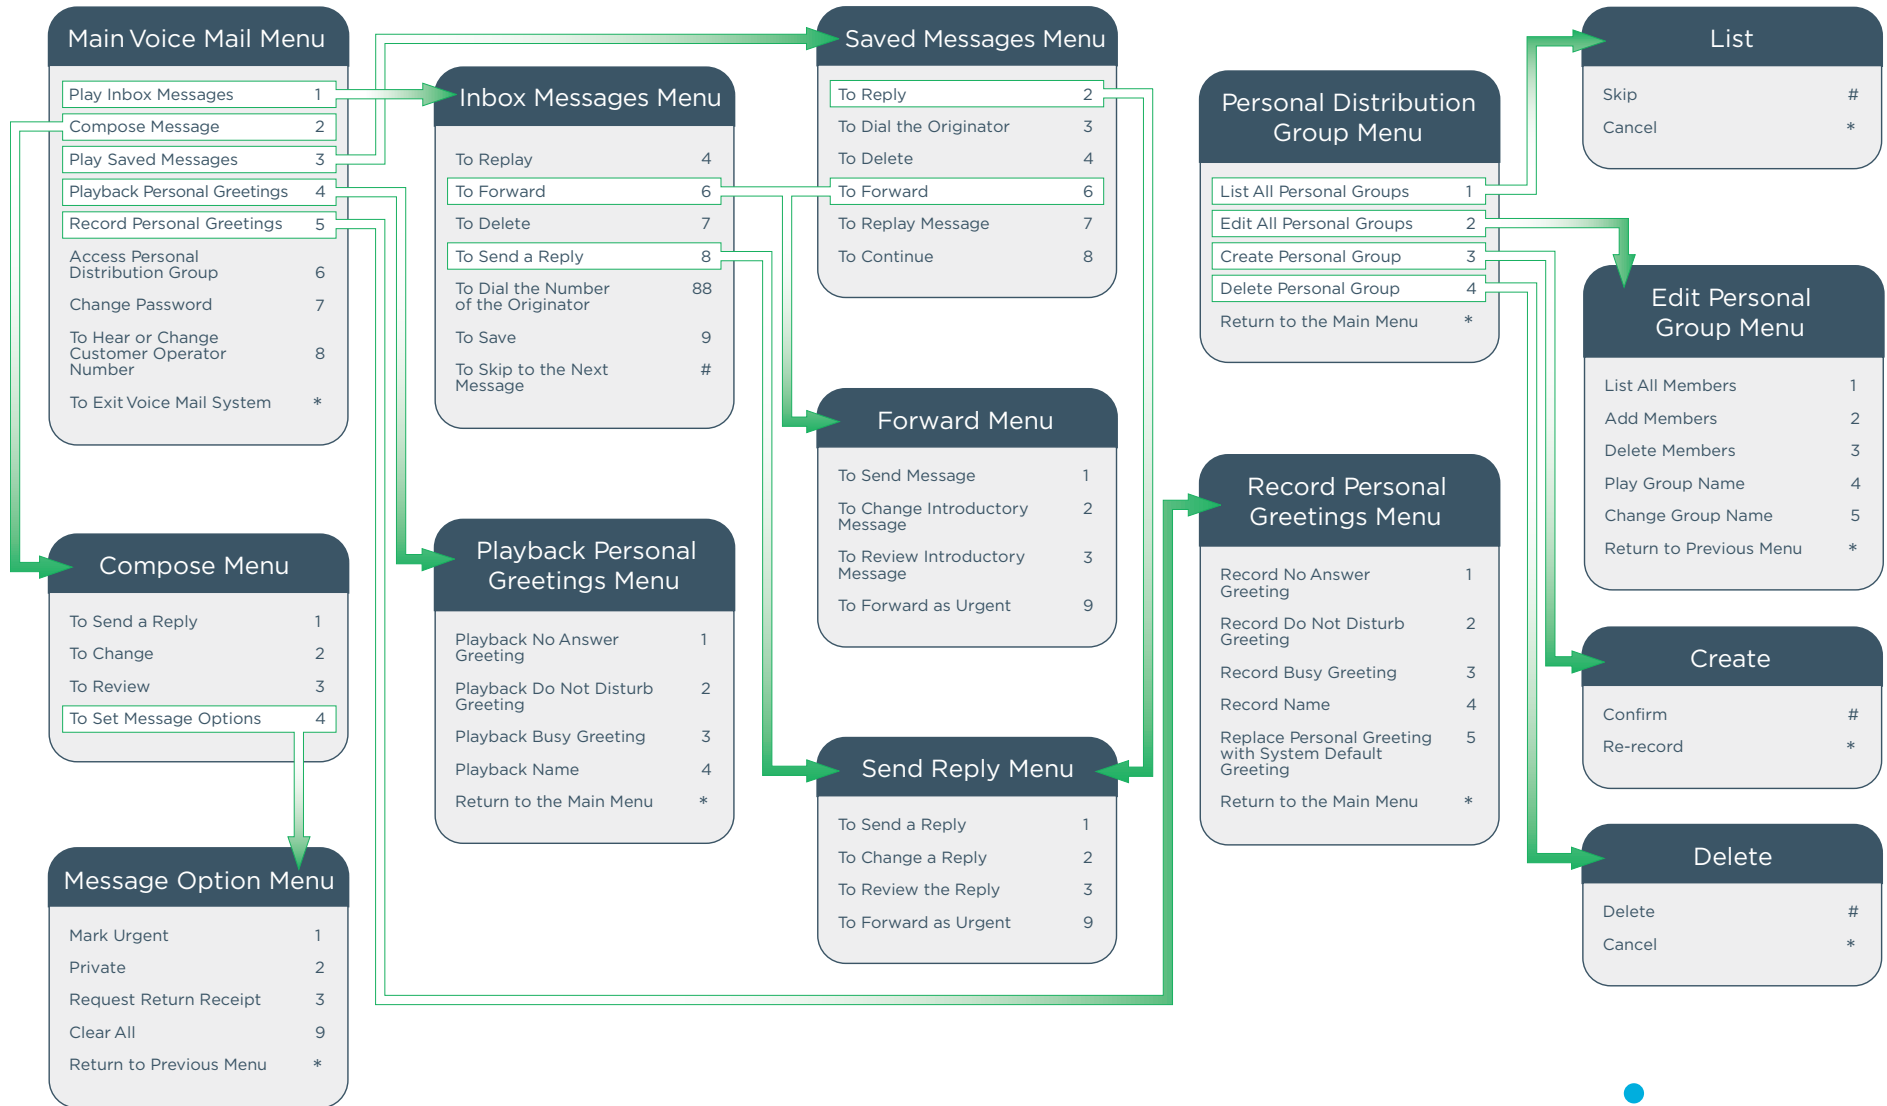 Main Voice Mail Menu
Play Inbox Messages 1
Compose Message 2
Play Saved Messages 3
Playback Personal Greetings 4
Record Personal Greetings 5
Access Personal
Distribution Group 6
Change Password 7
To Hear or Change
Customer Operator 8
Number
To Exit Voice Mail System *
Compose Menu
To Send a Reply 1
To Change 2
To Review 3
To Set Message Options 4
Message Option Menu
Mark Urgent 1
Private 2
Request Return Receipt 3
Clear All 9
Return to Previous Menu *
Inbox Messages Menu
To Replay 4
To Forward 6
To Delete 7
To Send a Reply 8
To Dial the Number 88
of the Originator
To Save 9
To Skip to the Next #
Message
Playback Personal
Greetings Menu
Playback No Answer 1
Greeting
Playback Do Not Disturb 2
Greeting
Playback Busy Greeting 3
Playback Name 4
Return to the Main Menu *
Saved Messages Menu
To Reply 2
To Dial the Originator 3
To Delete 4
To Forward 6
To Replay Message 7
To Continue 8
Forward Menu
To Send Message 1
To Change Introductory 2
Message
To Review Introductory 3
Message
To Forward as Urgent 9
Send Reply Menu
To Send a Reply 1
To Change a Reply 2
To Review the Reply 3
To Forward as Urgent 9
Personal Distribution
Group Menu
List All Personal Groups 1
Edit All Personal Groups 2
Create Personal Group 3
Delete Personal Group 4
Return to the Main Menu *
Record Personal
Greetings Menu
Record No Answer 1
Greeting
Record Do Not Disturb 2
Greeting
Record Busy Greeting 3
Record Name 4
Replace Personal Greeting 5
with System Default
Greeting
Return to the Main Menu *
List
Skip #
Cancel *
Edit Personal
Group Menu
List All Members 1
Add Members 2
Delete Members 3
Play Group Name 4
Change Group Name 5
Return to Previous Menu *
Create
Confirm #
Re-record *
Delete
Delete #
Cancel *